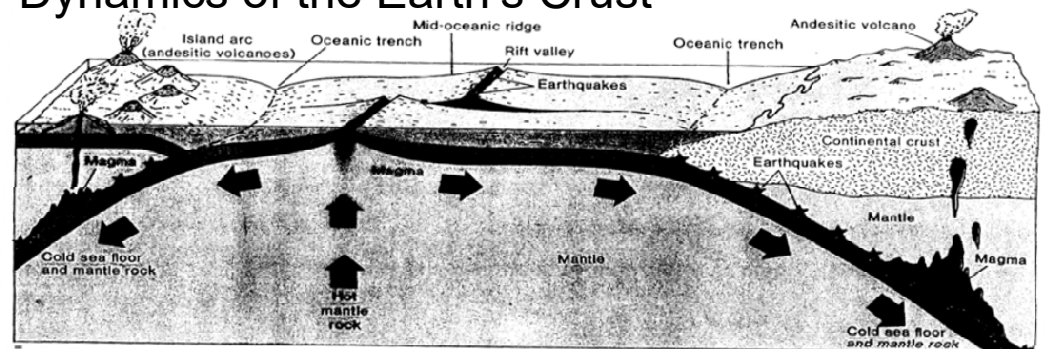 Dynamics of the Earth's Crust
Mid-oceanic ridge
Andesitic volcano
Island arc
(andesitic volcanoes)
Oceanic trench
Rift valley
Oceanic trench
Earthquakes
Continental crust
Magma
Magma
Earthquakes
Mantle
Cold sea floor
and mantle rock
Mantle
Magma
Hot
mantle
rock
Cold sea floor
and mantle rock